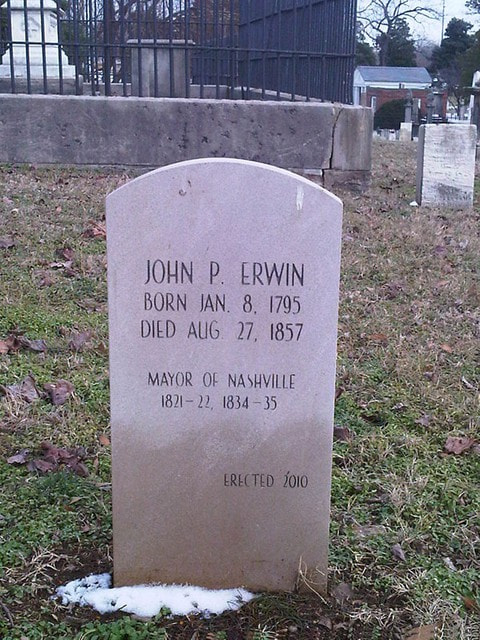 JOHN P. ERWIN
BORN JAN. 8, 1795
DIED AUG. 27, 1857
MAYOR OF NASHVILLE
1821-22, 1834-35
ERECTED 2010